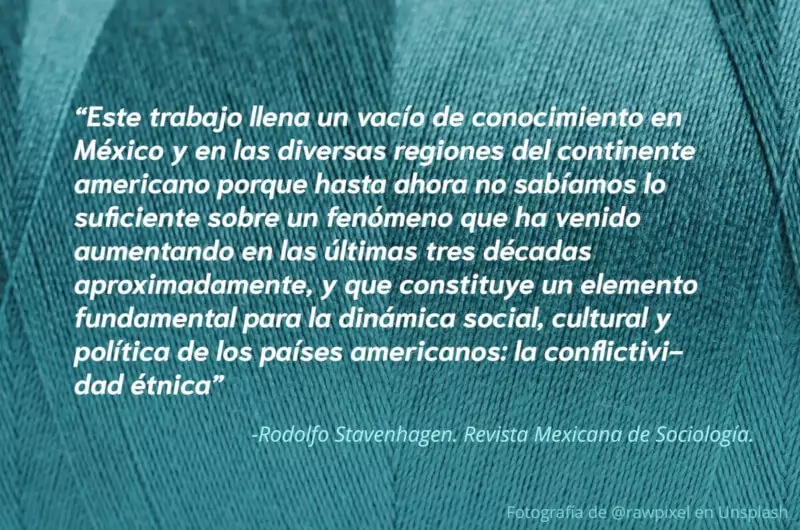 “Este trabajo llena un vacío de conocimiento en
México y en las diversas regiones del continente
americano porque hasta ahora no sabíamos lo
suficiente sobre un fenómeno que ha venido
aumentando en las últimas tres décadas
aproximadamente, y que constituye un elemento
fundamental para la dinámica social, cultural y
política de los países americanos: la conflictivi-
dad étnica”
-Rodolfo Stavenhagen. Revista Mexicana de Sociología.
Fotografía de @rawpixel en Unsplash